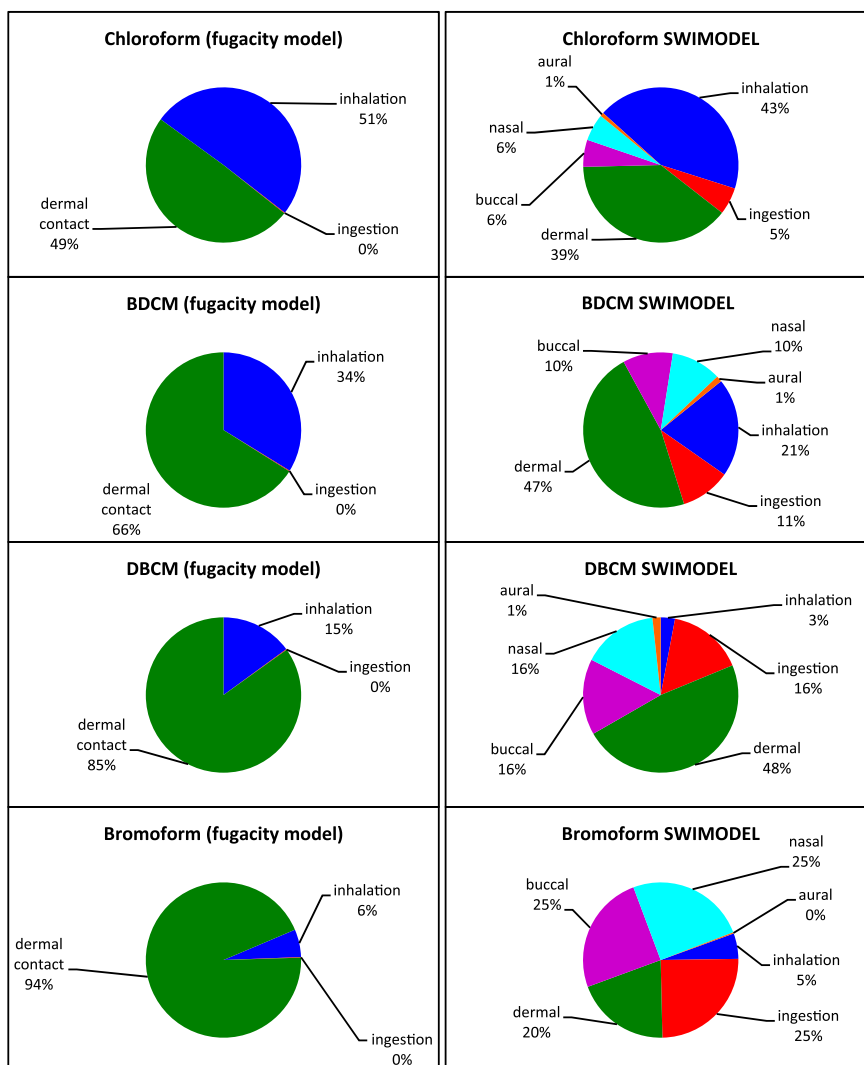 Chloroform (fugacity model)
inhalation
51%
dermal
contact
49%
ingestion
0%
Chloroform SWIMODEL
aural
1%
inhalation
43%
nasal
6%
buccal
6%
ingestion
5%
dermal
39%
BDCM (fugacity model)
inhalation
34%
ingestion
0%
dermal
contact
66%
BDCM SWIMODEL
nasal
10%
buccal
10%
aural
1%
inhalation
21%
dermal
47%
ingestion
11%
DBCM (fugacity model)
inhalation
15%
ingestion
0%
dermal
contact
85%
DBCM SWIMODEL
aural
1%
inhalation
3%
nasal
16%
ingestion
16%
buccal
16%
dermal
48%
Bromoform (fugacity model)
inhalation
6%
dermal
contact
94%
ingestion
0%
Bromoform SWIMODEL
nasal
25%
buccal
25%
aural
0%
inhalation
5%
dermal
20%
ingestion
25%